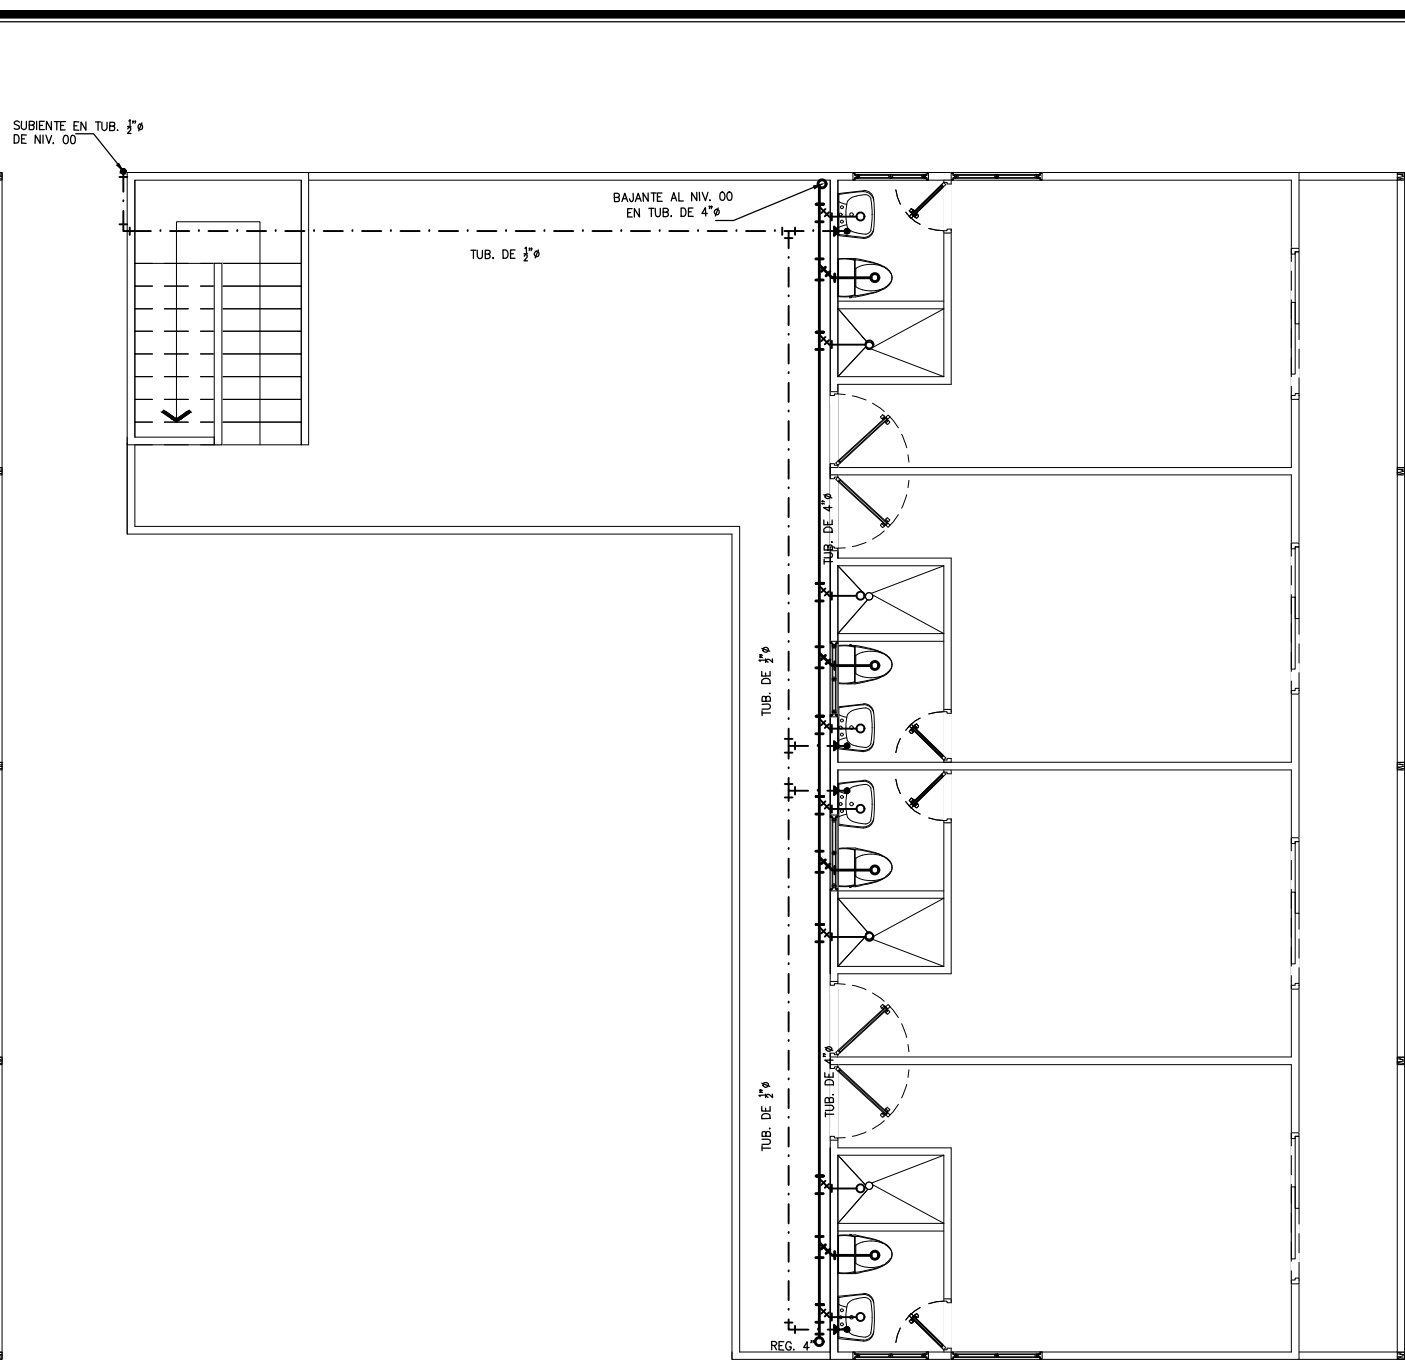 SUBIENTE EN TUB. ½"ø
DE NIV. 00
BAJANTE AL NIV. 00
EN TUB. DE 4"ø
TUB. DE ½"ø
TUB. DE 4"ø
TUB. DE ½"ø
TUB. DE ½"ø
TUB. DE 4"ø
REG. 4"